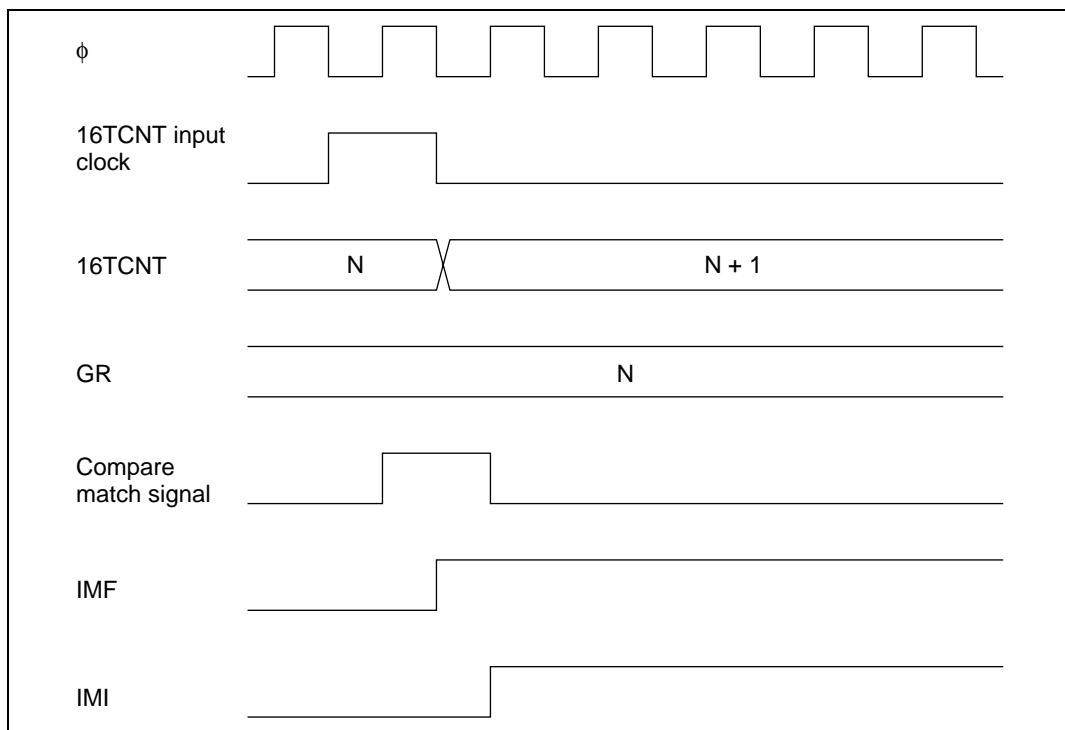 ϕ
16TCNT input
clock
16TCNT
N
N + 1
GR
N
Compare
match signal
IMF
IMI